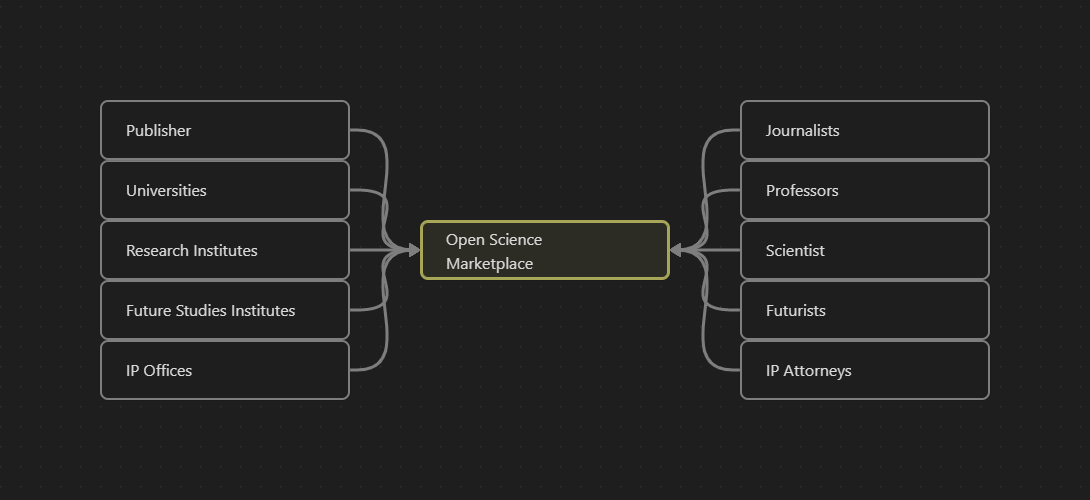 Publisher
Universities
Research Institutes
Future Studies Institutes
IP Offices
Open Science
Marketplace
Journalists
Professors
Scientist
Futurists
IP Attorneys